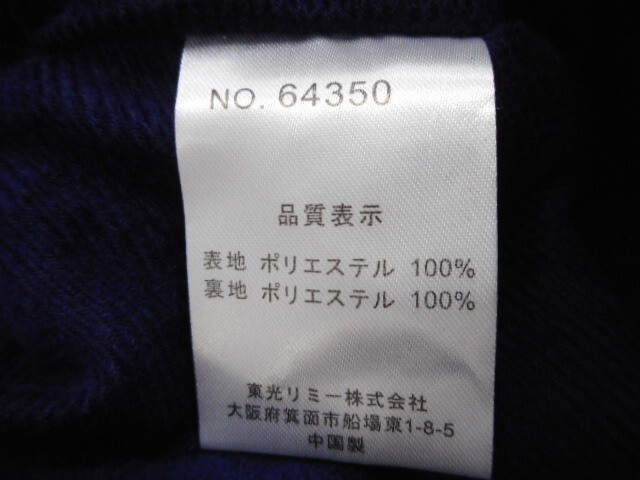 NO. 64350
品質表示
表地 ポリエステル 100%
裏地 ポリエステル 100%
東光リミー株式会社
大阪府箕面市船場東1-8-5
中国製